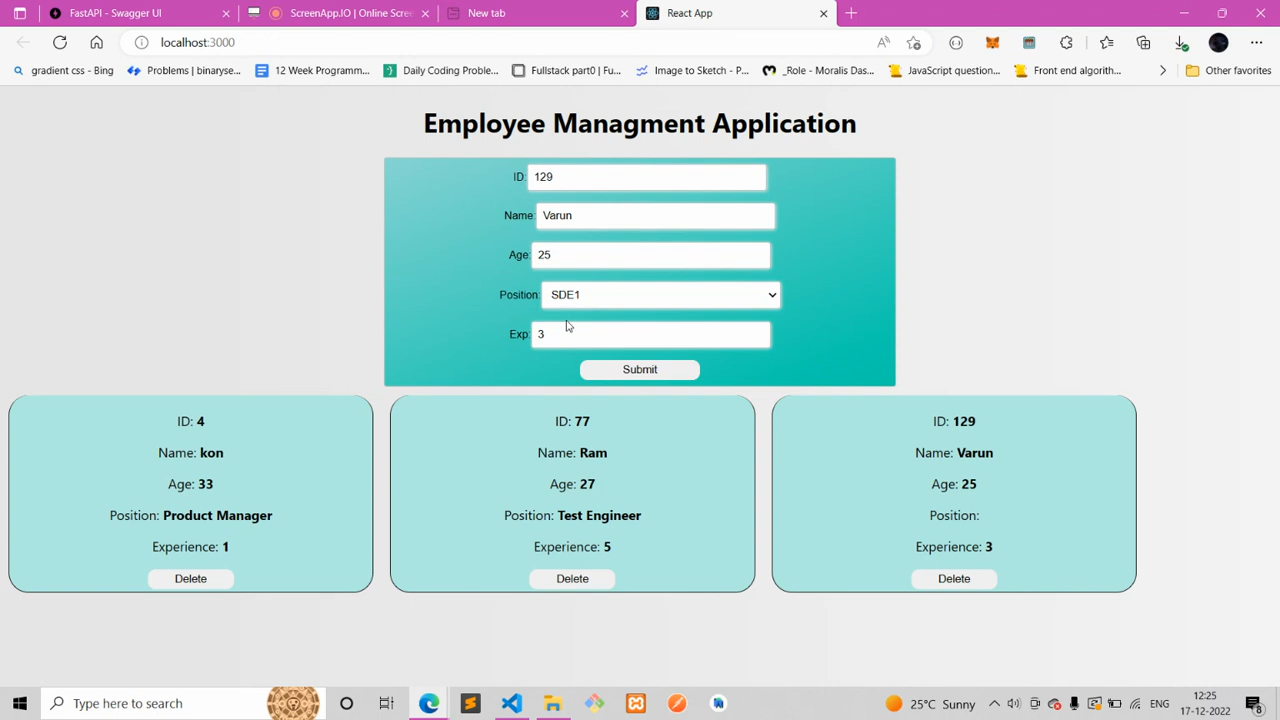 FastAPI - Swagger UI
ScreenApp.IO | Online Scree
New tab
React App
localhost:3000
gradient css - Bing
Problems | binaryse...
12 Week Programm...
Daily Coding Proble...
Fullstack part0 | Fu...
Image to Sketch - P...
_Role - Moralis Das...
JavaScript question...
Front end algorith...
Other favorites
Employee Managment Application
ID: 129
Name: Varun
Age: 25
Position: SDE1
Exp: 3
Submit
ID: 4
Name: kon
Age: 33
Position: Product Manager
Experience: 1
Delete
ID: 77
Name: Ram
Age: 27
Position: Test Engineer
Experience: 5
Delete
ID: 129
Name: Varun
Age: 25
Position:
Experience: 3
Delete
Type here to search
25°C Sunny
ENG
12:25
17-12-2022
8